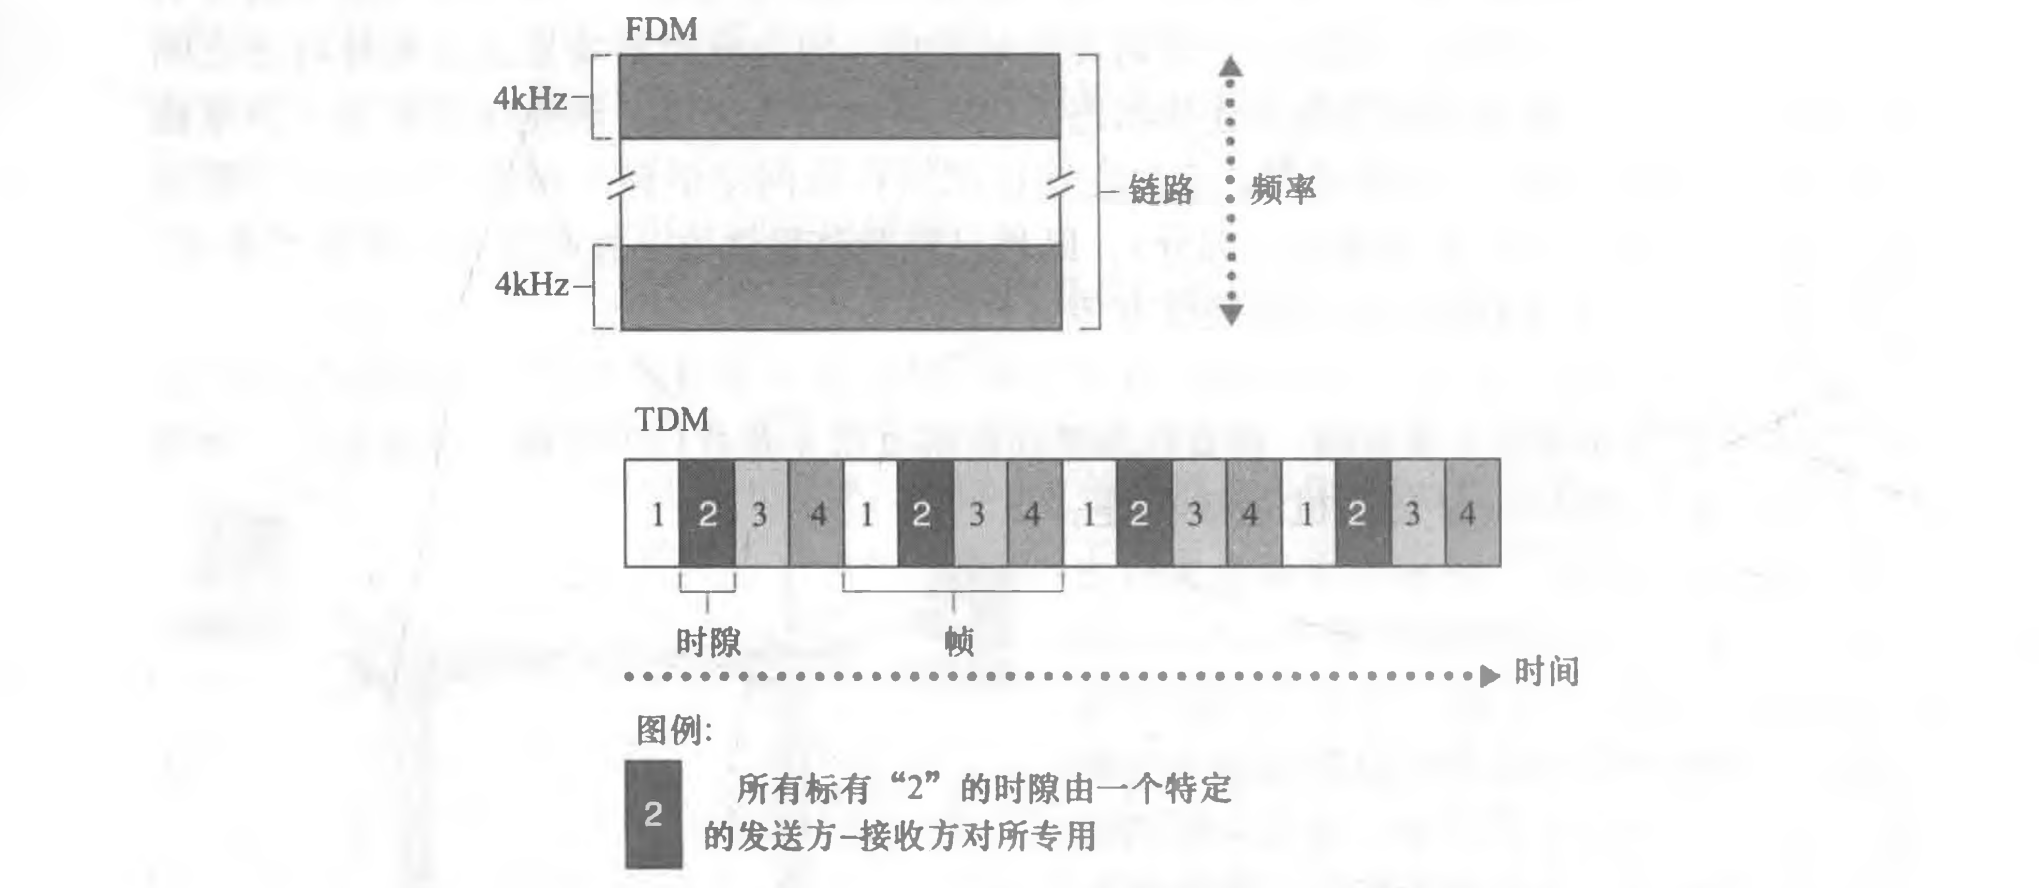 FDM
4kHz
链路
频率
4kHz
TDM
1 2 3 4 1 2 3 4 1 2 3 4 1 2 3 4
时隙
帧
时间
图例:
2
所有标有“2”的时隙由一个特定
的发送方-接收方对所专用